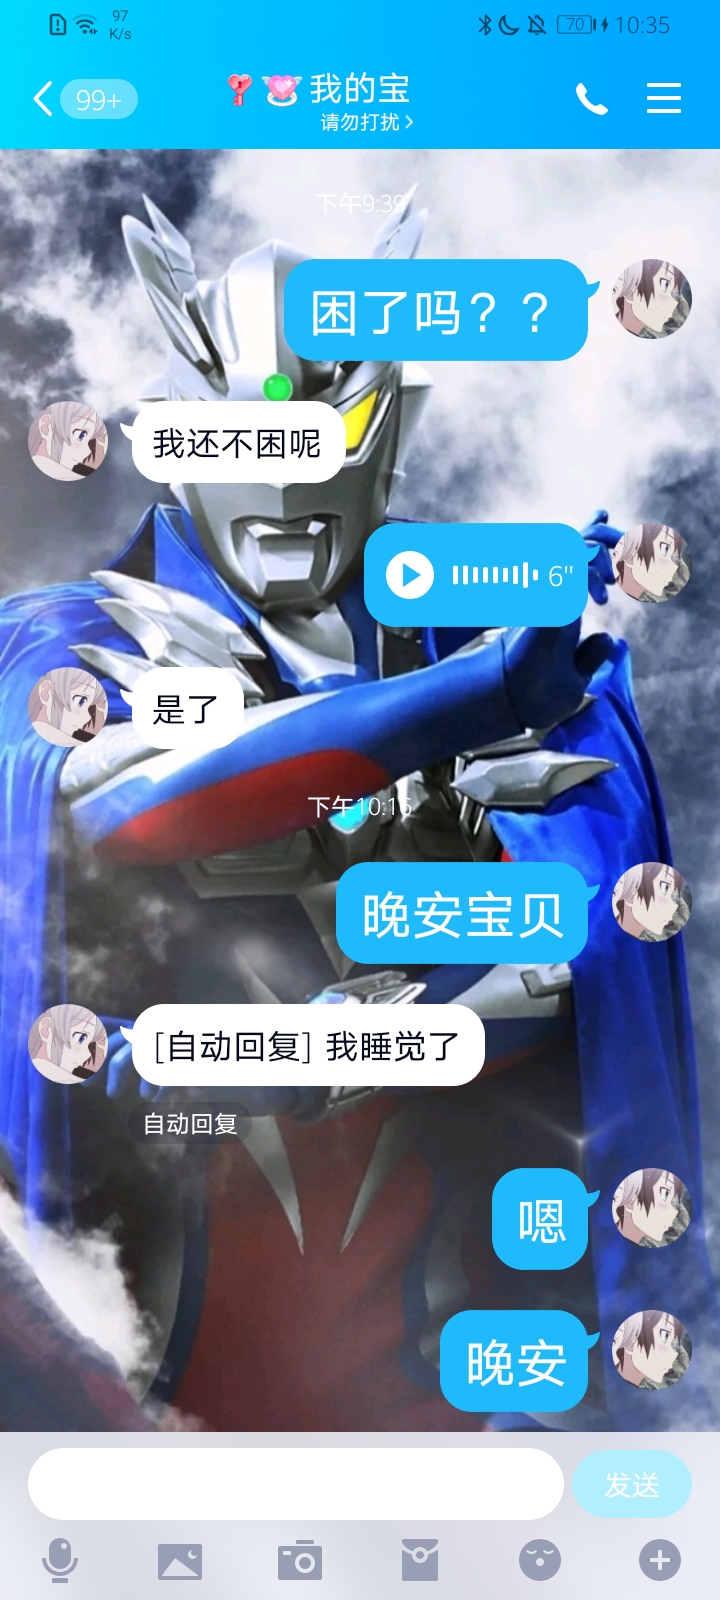 97
K/s
70
10:35
99+
我的宝
请勿打扰
下午9:39
困了吗？？
我还不困呢
6"
是了
下午10:16
晚安宝贝
[自动回复] 我睡觉了
自动回复
嗯
晚安
发送